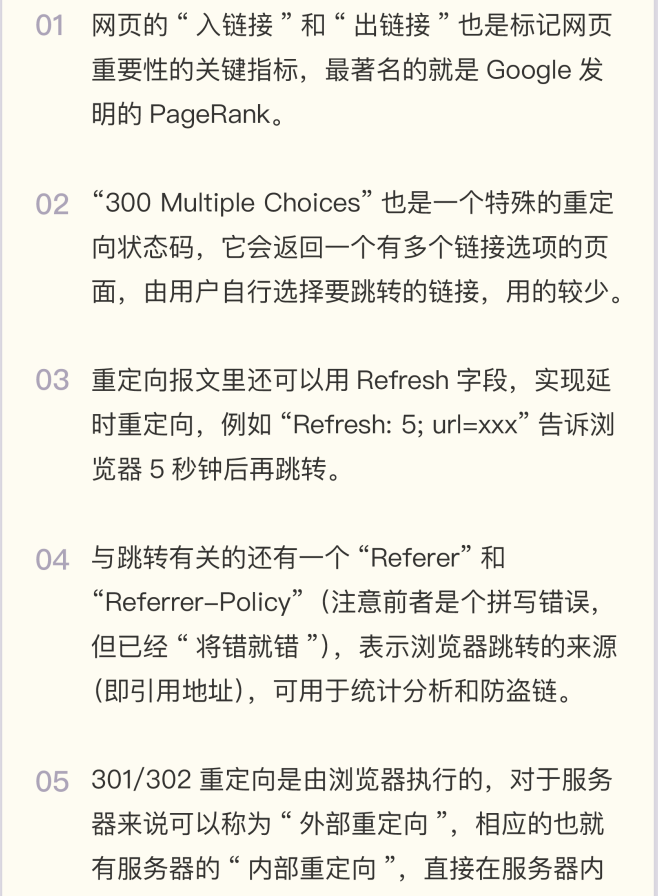 01 网页的 “ 入链接 ” 和 “ 出链接 ” 也是标记网页
重要性的关键指标，最著名的就是 Google 发
明的 PageRank。
02 “300 Multiple Choices” 也是一个特殊的重定
向状态码，它会返回一个有多个链接选项的页
面，由用户自行选择要跳转的链接，用的较少。
03 重定向报文里还可以用 Refresh 字段，实现延
时重定向，例如 “Refresh: 5; url=xxx” 告诉浏
览器 5 秒钟后再跳转。
04 与跳转有关的还有一个 “Referer” 和
“Referrer-Policy”（注意前者是个拼写错误，
但已经 “ 将错就错 ”），表示浏览器跳转的来源
（即引用地址），可用于统计分析和防盗链。
05 301/302 重定向是由浏览器执行的，对于服务
器来说可以称为 “ 外部重定向 ”，相应的也就
有服务器的 “ 内部重定向 ”，直接在服务器内